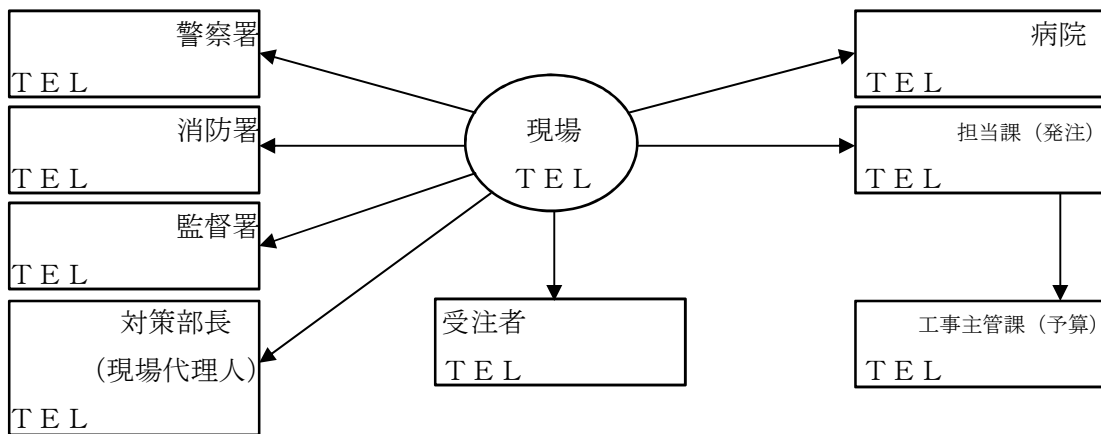 警察署
ＴＥＬ
消防署
ＴＥＬ
監督署
ＴＥＬ
対策部長
（現場代理人）
ＴＥＬ
現場
ＴＥＬ
受注者
ＴＥＬ
病院
ＴＥＬ
担当課（発注）
ＴＥＬ
工事主管課（予算）
ＴＥＬ